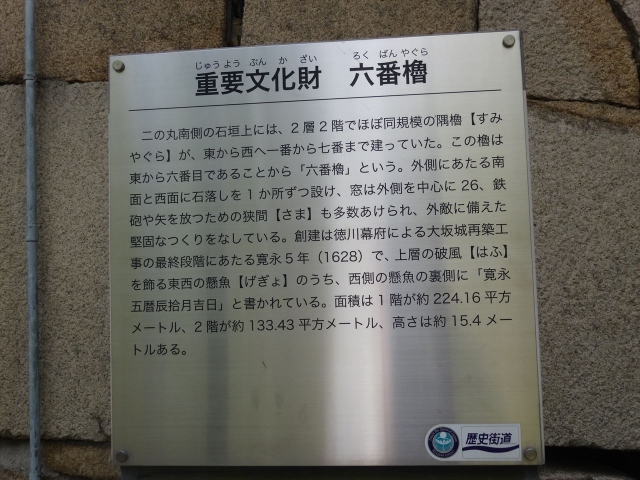 じゅうようぶんかざい ろくばんやぐら
重要文化財 六番櫓
二の丸南側の石垣上には、2層2階でほぼ同規模の隅櫓【すみ
やぐら】が、東から西へ一番から七番まで建っていた。この櫓は
東から六番目であることから「六番櫓」という。外側にあたる南
面と西面に石落しを1か所ずつ設け、窓は外側を中心に26、鉄
砲や矢を放つための狭間【さま】も多数あけられ、外敵に備えた
堅固なつくりをなしている。創建は徳川幕府による大坂城再築工
事の最終段階にあたる寛永5年（1628）で、上層の破風【はふ】
を飾る東西の懸魚【げぎょ】のうち、西側の懸魚の裏側に「寛永
五暦辰拾月吉日」と書かれている。面積は1階が約224.16平方
メートル、2階が約133.43平方メートル、高さは約15.4メー
トルある。
歴史街道